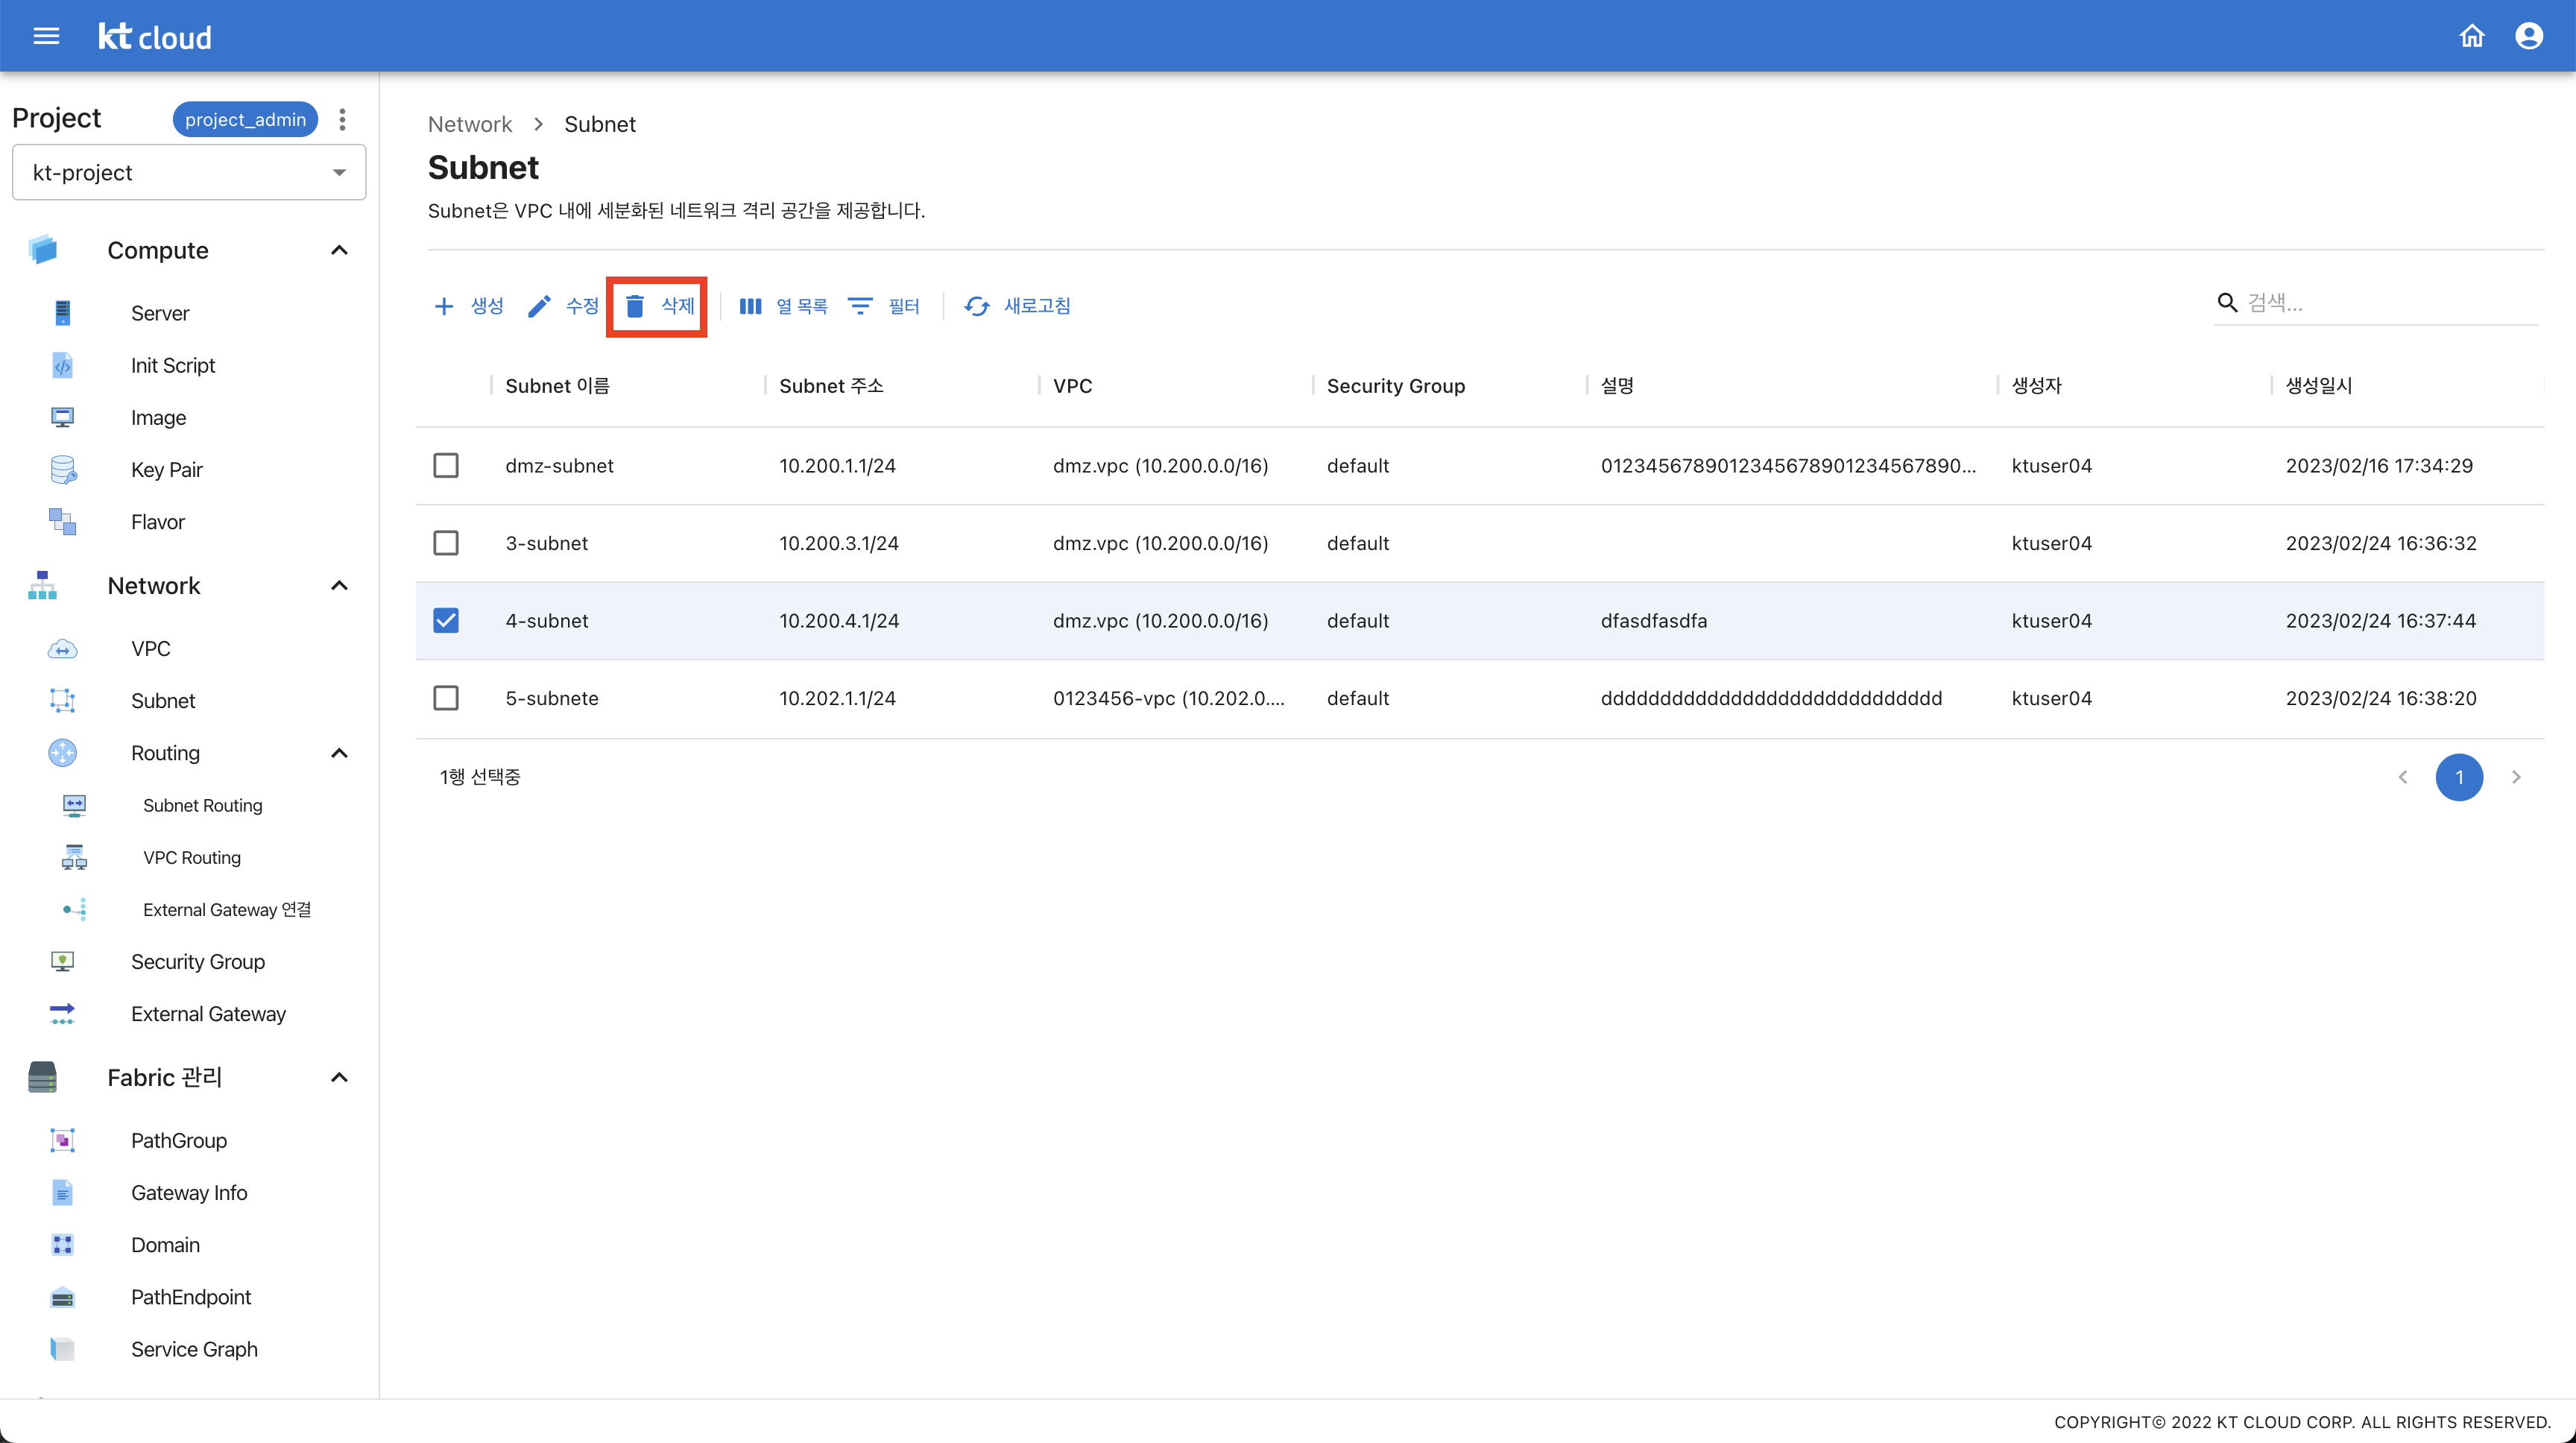 kt cloud
Project
project_admin
kt-project
Compute
Server
Init Script
Image
Key Pair
Flavor
Network
VPC
Subnet
Routing
Subnet Routing
VPC Routing
External Gateway 연결
Security Group
External Gateway
Fabric 관리
PathGroup
Gateway Info
Domain
PathEndpoint
Service Graph
Network > Subnet
Subnet
Subnet은 VPC 내에 세분화된 네트워크 격리 공간을 제공합니다.
생성 수정 삭제 열 목록 필터 새로고침 검색...
Subnet 이름 Subnet 주소 VPC Security Group 설명 생성자 생성일시
dmz-subnet 10.200.1.1/24 dmz.vpc (10.200.0.0/16) default 0123456789012345678901234567890... ktuser04 2023/02/16 17:34:29
3-subnet 10.200.3.1/24 dmz.vpc (10.200.0.0/16) default ktuser04 2023/02/24 16:36:32
4-subnet 10.200.4.1/24 dmz.vpc (10.200.0.0/16) default dfasdfasdfa ktuser04 2023/02/24 16:37:44
5-subnete 10.202.1.1/24 0123456-vpc (10.202.0.... default ddddddddddddddddddddddddddddd ktuser04 2023/02/24 16:38:20
1행 선택중 1
COPYRIGHT© 2022 KT CLOUD CORP. ALL RIGHTS RESERVED.